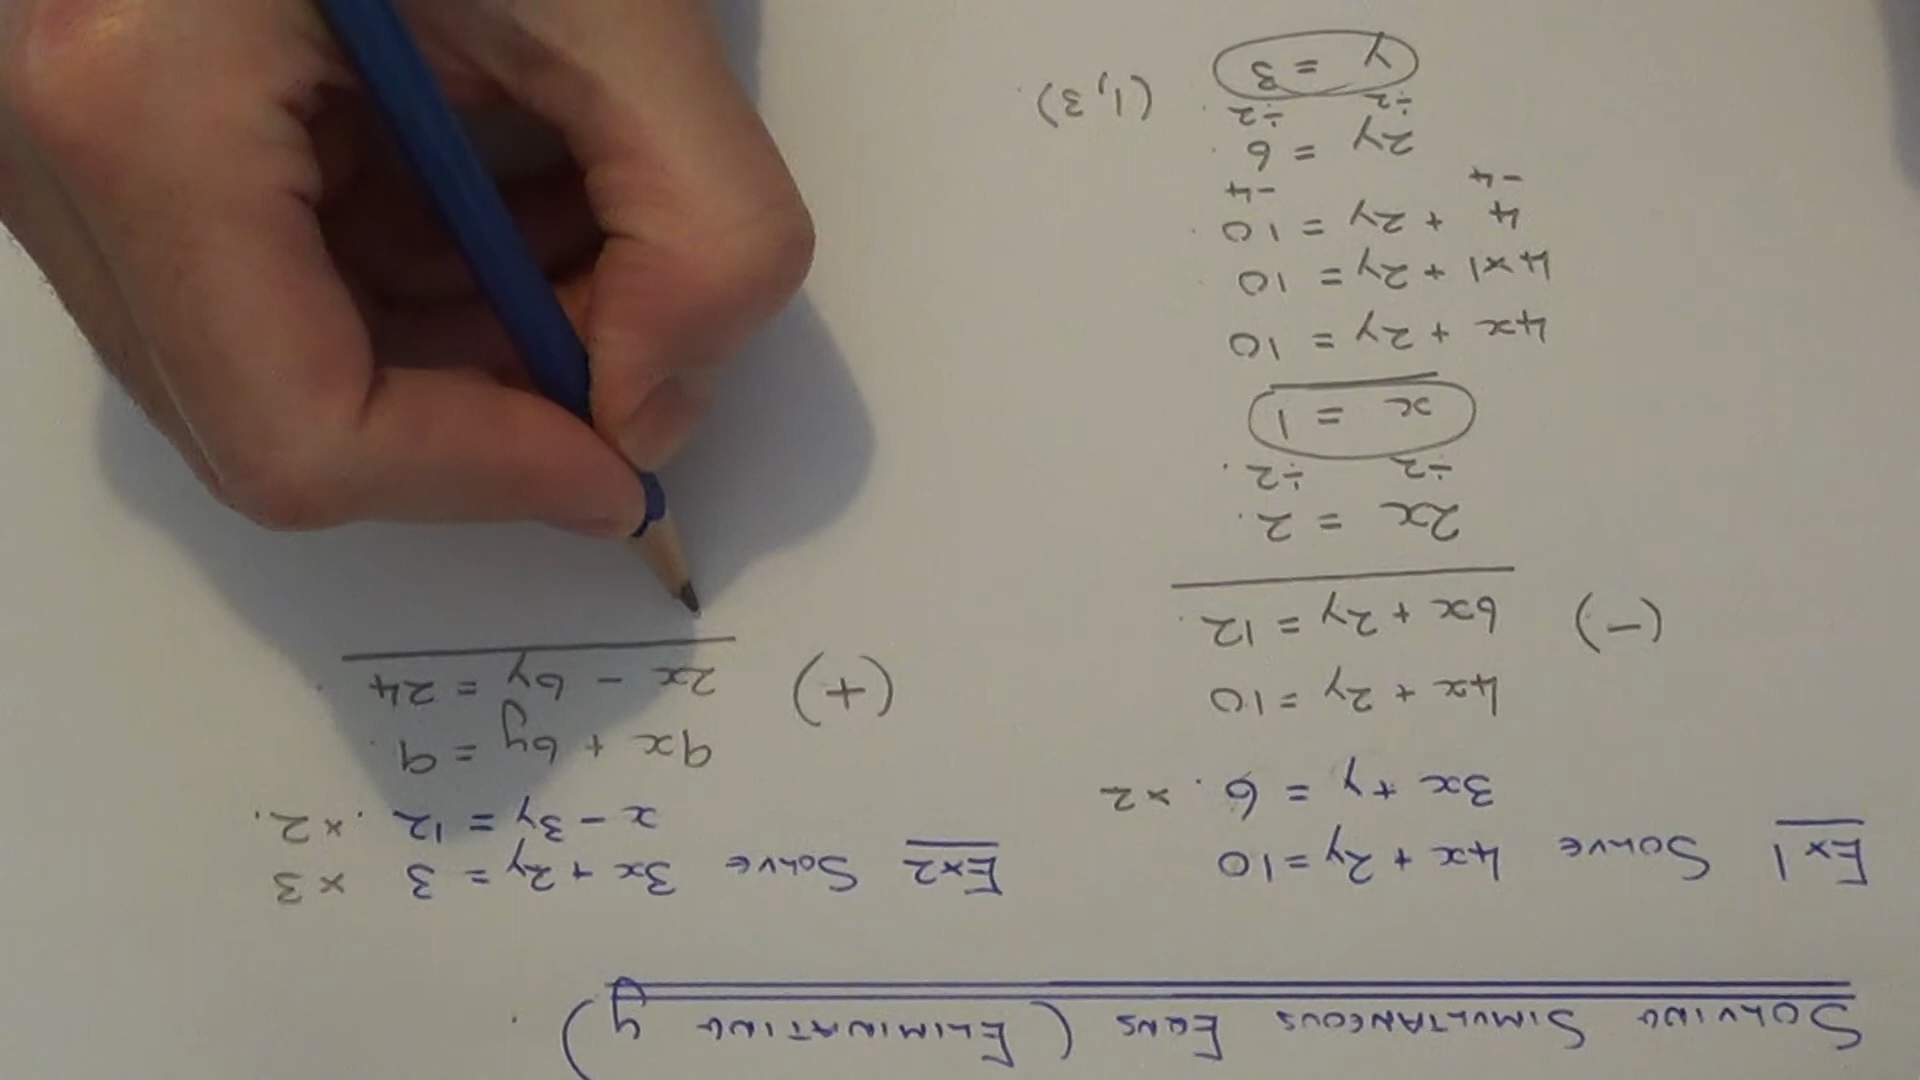 SOLVING SIMULTANEOUS EQNS (ELIMINATING y)
Ex1 SOLVE 4x + 2y = 10
3x + y = 6 . ×2
4x + 2y = 10
(-) 6x + 2y = 12.
2x = 2.
÷2 ÷2.
x = 1
4x + 2y = 10
4×1 + 2y = 10
4 + 2y = 10
-4 -4
2y = 6
÷2 ÷2
y = 3 (1,3)
Ex2 SOLVE 3x + 2y = 3 ×3
x - 3y = 12 . ×2.
9x + 6y = 9
(+) 2x - 6y = 24